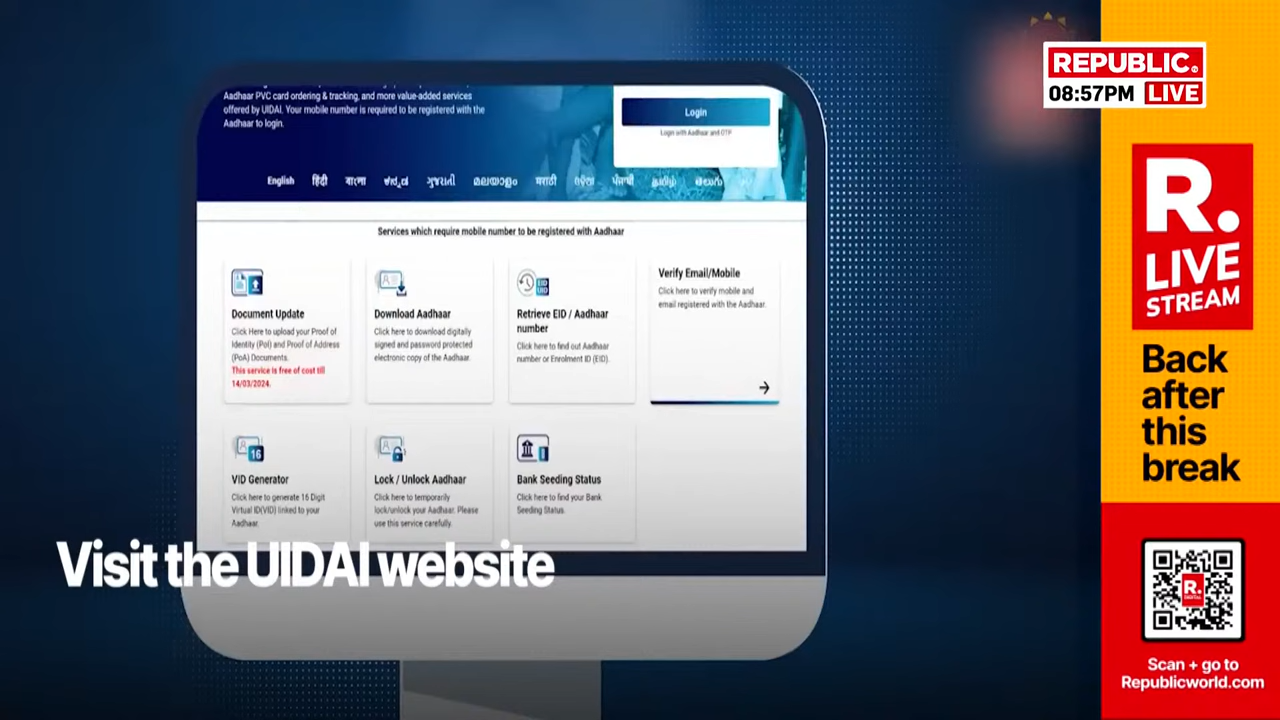 Aadhaar PVC card ordering & tracking, and more value-added services
offered by UIDAI. Your mobile number is required to be registered with the
Aadhaar to login.
Login
Login with Aadhaar and OTP
English हिंदी বাংলা ಕನ್ನಡ ગુજરાતી മലയാളം मराठी ଓଡ଼ିଆ ਪੰਜਾਬੀ தமிழ் తెలుగు
Services which require mobile number to be registered with Aadhaar
Document Update
Click Here to upload your Proof of
Identity (PoI) and Proof of Address
(PoA) Documents.
This service is free of cost till
14/03/2024.
Download Aadhaar
Click here to download digitally
signed and password protected
electronic copy of the Aadhaar.
EID
UID
Retrieve EID / Aadhaar
number
Click here to find out Aadhaar
number or Enrolment ID (EID).
Verify Email/Mobile
Click here to verify mobile and
email registered with the Aadhaar.
16
VID Generator
Click here to generate 16 Digit
Virtual ID(VID) linked to your
Aadhaar.
Lock / Unlock Aadhaar
Click here to temporarily
lock/unlock your Aadhaar. Please
use this service carefully.
Bank Seeding Status
Click here to find your Bank
Seeding Status.
Visit the UIDAI website
REPUBLIC.
08:57PM LIVE
R.
LIVE
STREAM
Back
after
this
break
R.
DIGITAL
Scan + go to
Republicworld.com